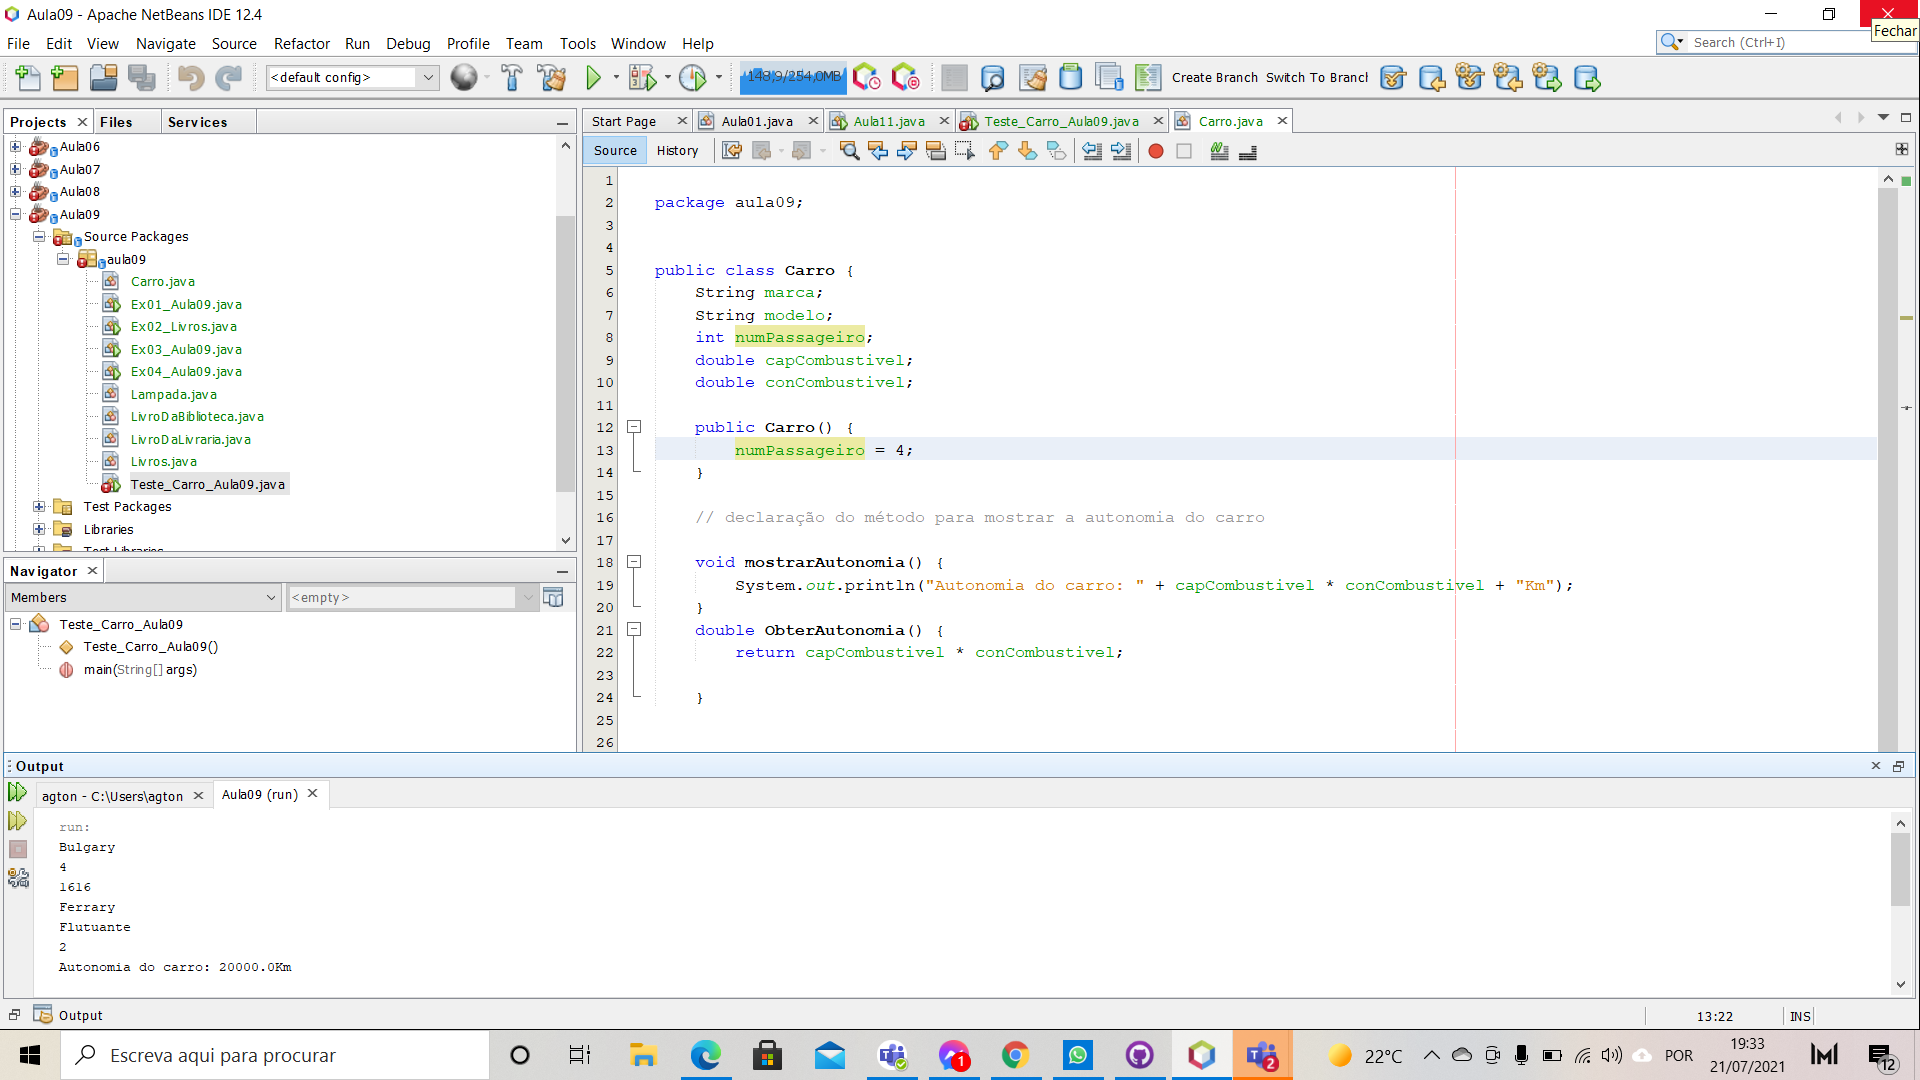 Aula09 - Apache NetBeans IDE 12.4
Fechar
File Edit View Navigate Source Refactor Run Debug Profile Team Tools Window Help
Search (Ctrl+I)
<default config>
148,9/254,0MB
Create Branch Switch To Branch
Projects Files Services
Start Page Aula01.java Aula11.java Teste_Carro_Aula09.java Carro.java
Source History
Aula06
Aula07
Aula08
Aula09
Source Packages
aula09
Carro.java
Ex01_Aula09.java
Ex02_Livros.java
Ex03_Aula09.java
Ex04_Aula09.java
Lampada.java
LivroDaBiblioteca.java
LivroDaLivraria.java
Livros.java
Teste_Carro_Aula09.java
Test Packages
Libraries
Test Libraries
Navigator
Members <empty>
Teste_Carro_Aula09
Teste_Carro_Aula09()
main(String[] args)
1
2 package aula09;
3
4
5 public class Carro {
6 String marca;
7 String modelo;
8 int numPassageiro;
9 double capCombustivel;
10 double conCombustivel;
11
12 public Carro() {
13 numPassageiro = 4;
14 }
15
16 // declaração do método para mostrar a autonomia do carro
17
18 void mostrarAutonomia() {
19 System.out.println("Autonomia do carro: " + capCombustivel * conCombustivel + "Km");
20 }
21 double ObterAutonomia() {
22 return capCombustivel * conCombustivel;
23
24 }
25
26
Output
agton - C:\Users\agton Aula09 (run)
run:
Bulgary
4
1616
Ferrary
Flutuante
2
Autonomia do carro: 20000.0Km
Output
13:22 INS
Escreva aqui para procurar
1
2
22°C
POR
19:33
21/07/2021
12